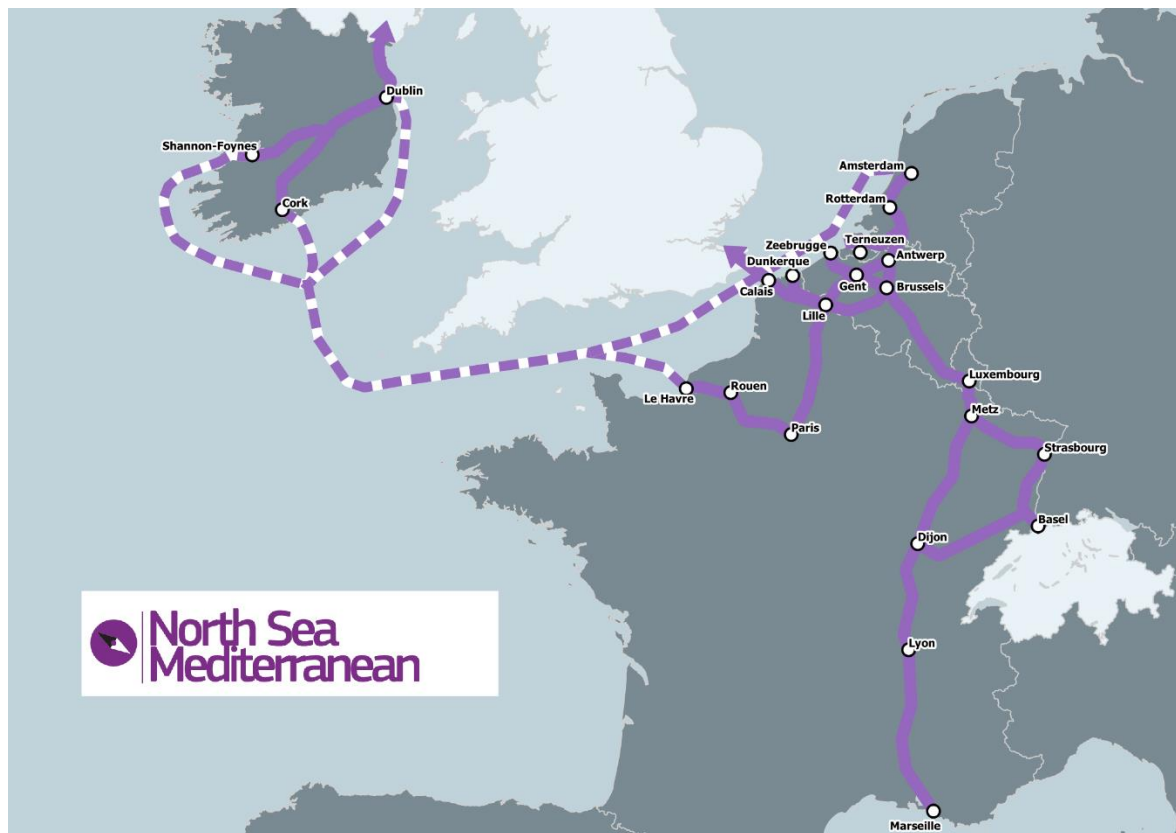 Dublin
Shannon-Foynes
Cork
Amsterdam
Rotterdam
Zeebrugge
Terneuzen
Dunkerque
Antwerp
Calais
Gent
Brussels
Lille
Luxembourg
Le Havre
Rouen
Metz
Paris
Strasbourg
Basel
Dijon
North Sea
Mediterranean
Lyon
Marseille